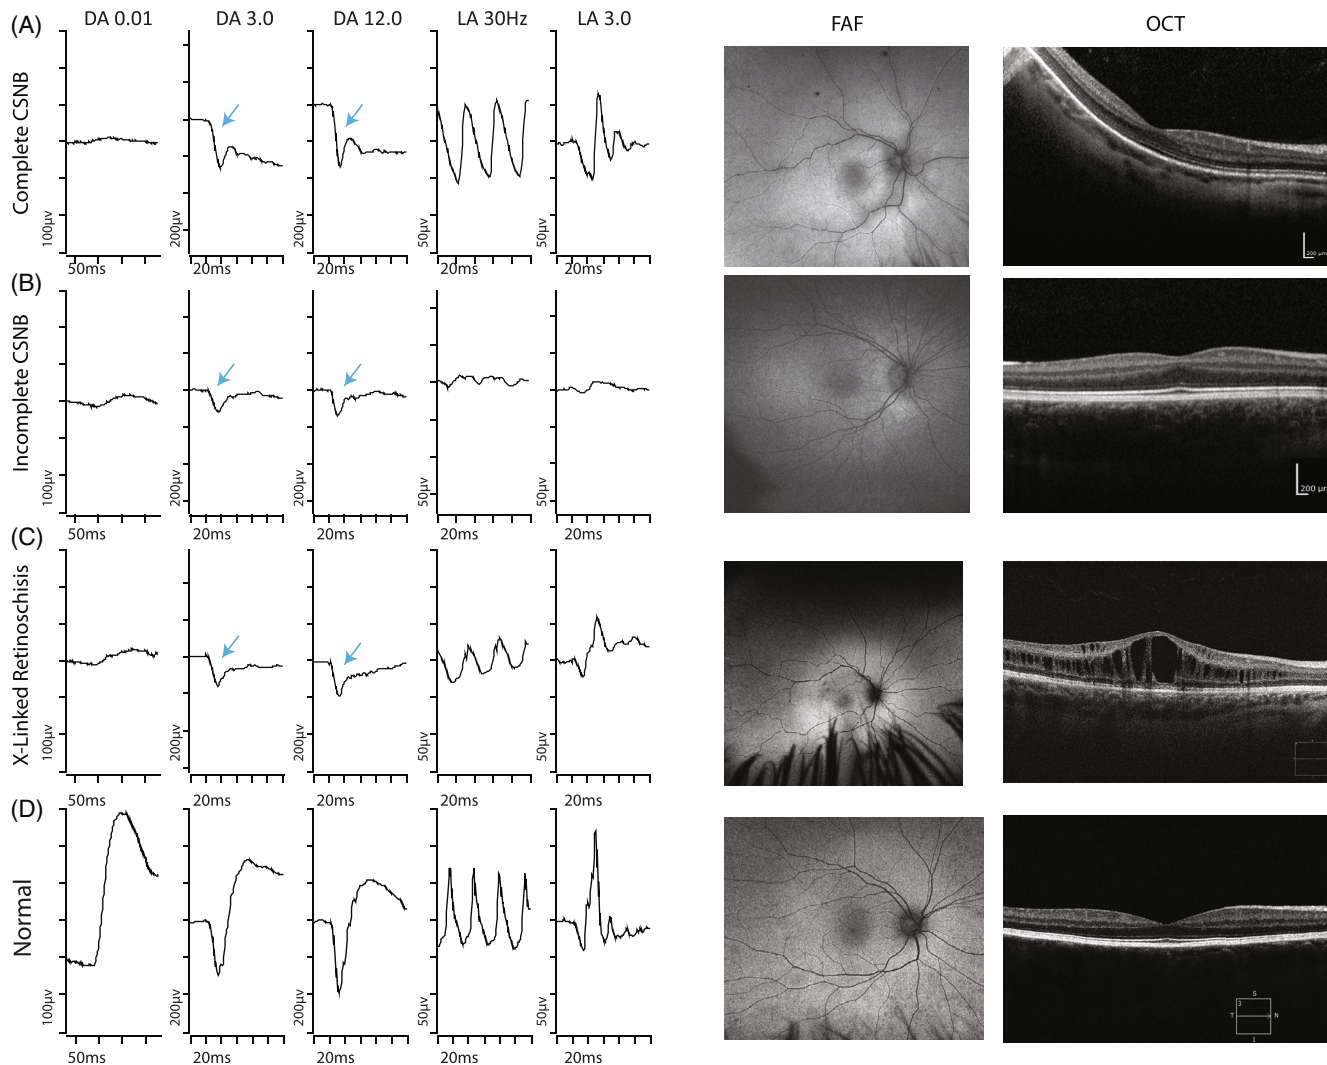 (A) DA 0.01 DA 3.0 DA 12.0 LA 30Hz LA 3.0 FAF OCT
Complete CSNB
100µv 200µv 200µv 50µv 50µv
200 µm
50ms 20ms 20ms 20ms 20ms
(B)
Incomplete CSNB
100µv 200µv 200µv 50µv 50µv
200 µm
50ms 20ms 20ms 20ms 20ms
(C)
X-Linked Retinoschisis
100µv 200µv 200µv 50µv 50µv
50ms 20ms 20ms 20ms 20ms
(D)
Normal
100µv 200µv 200µv 50µv 50µv
S
3
T N
I
50ms 20ms 20ms 20ms 20ms